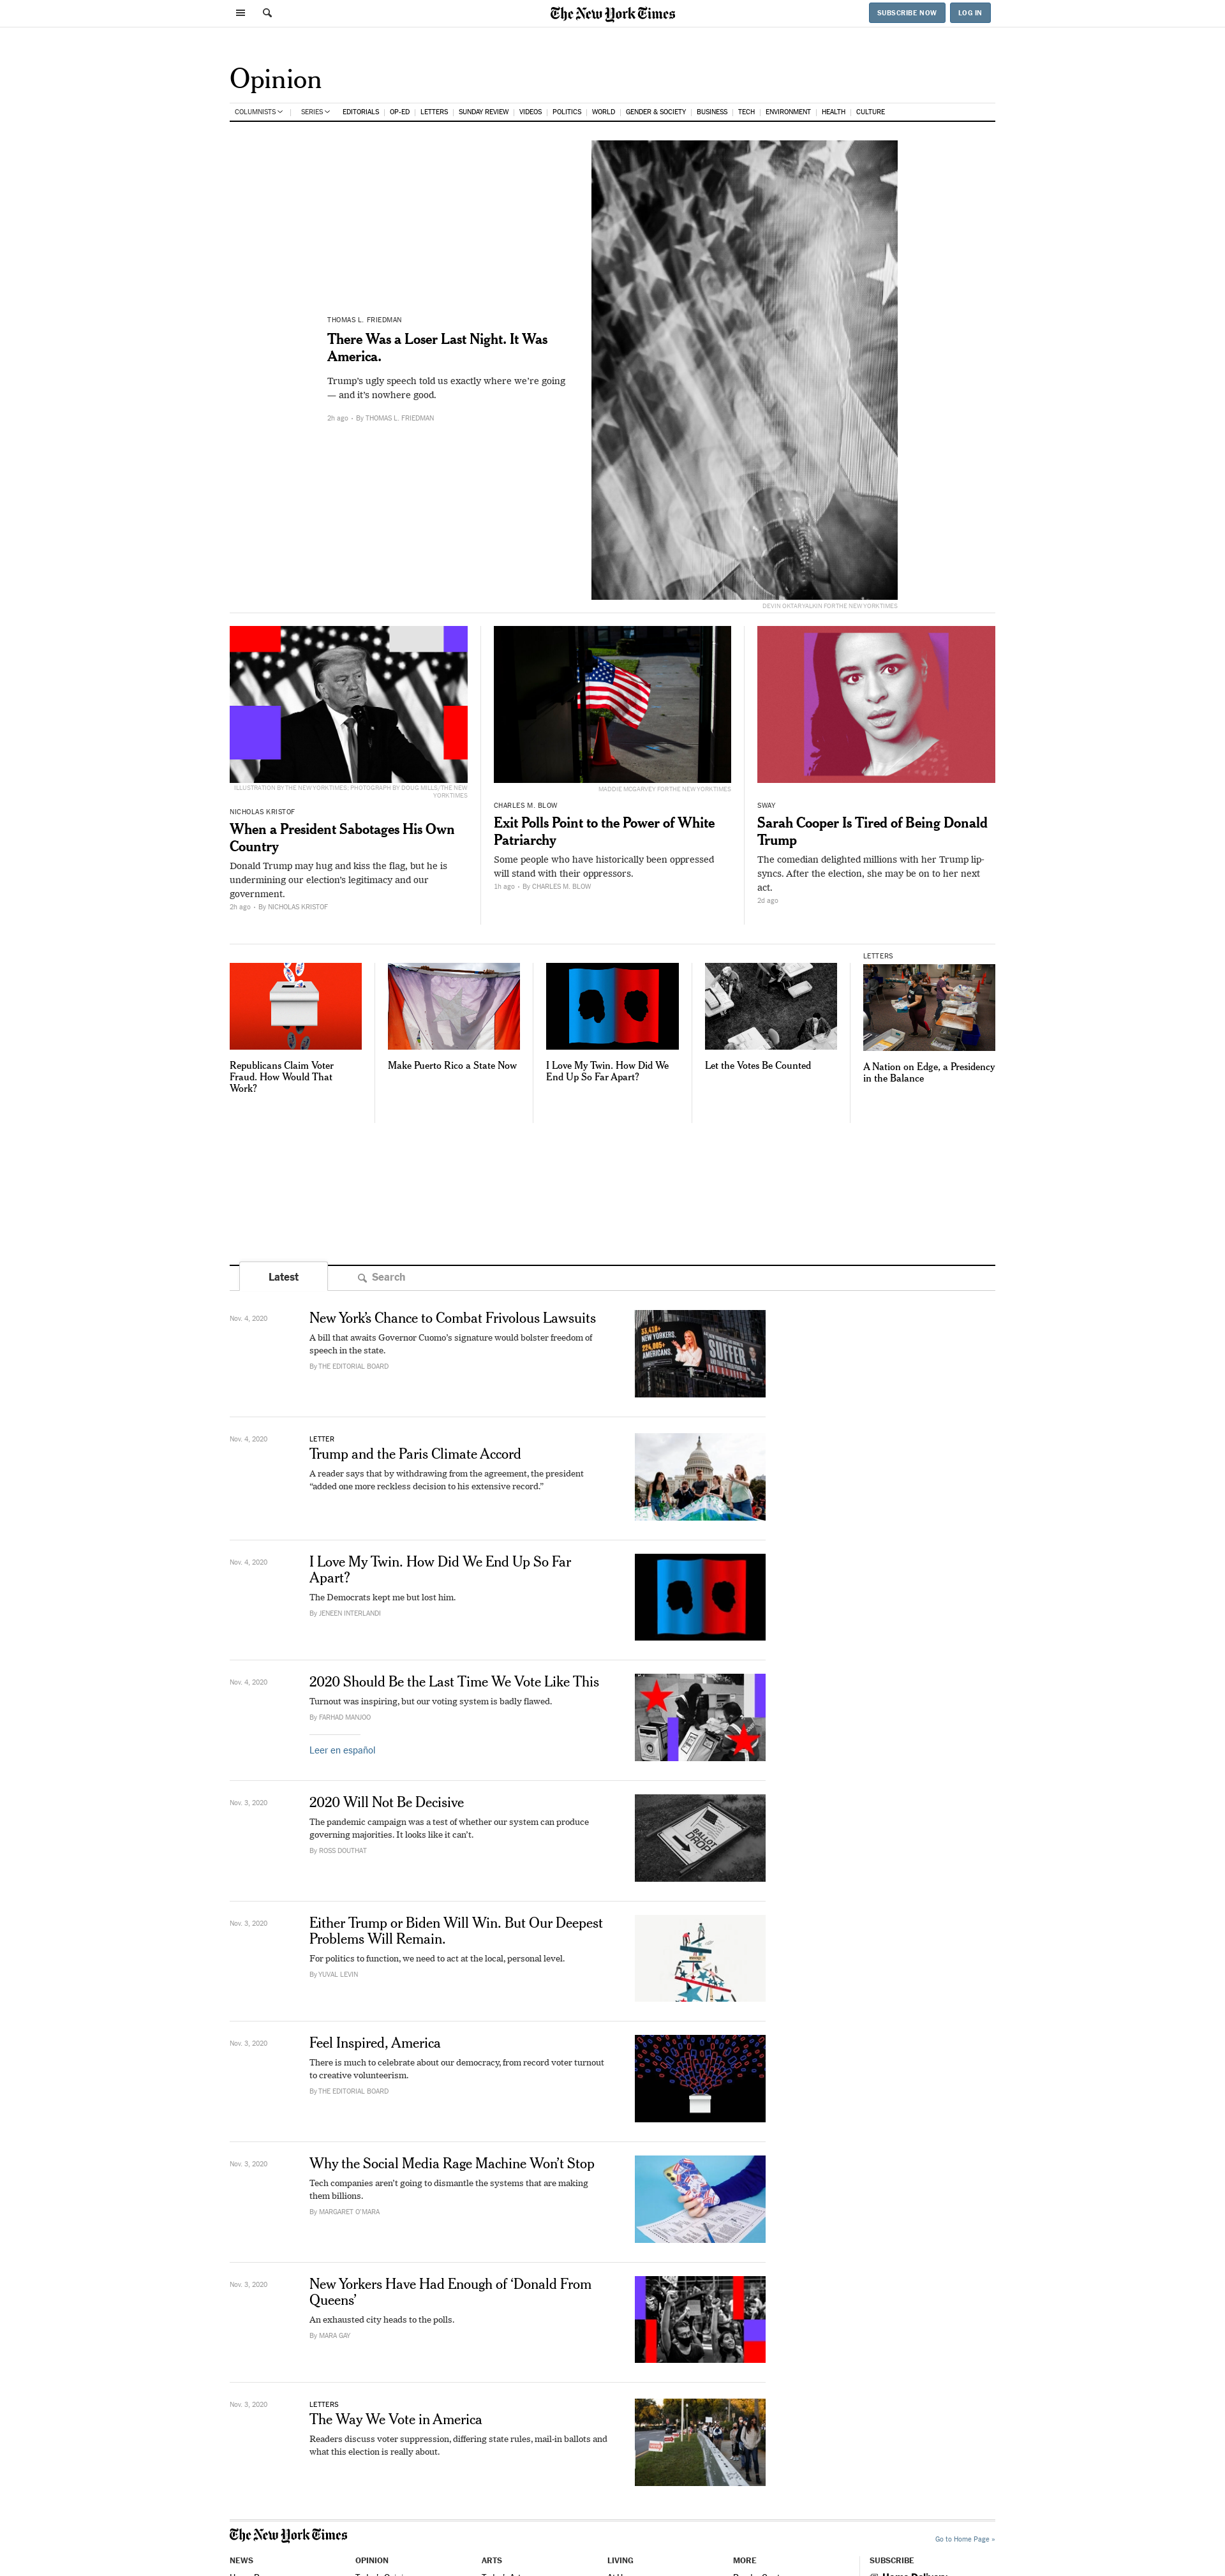 The New York Times
SUBSCRIBE NOW
LOG IN
Opinion
COLUMNISTS
SERIES
EDITORIALS
OP-ED
LETTERS
SUNDAY REVIEW
VIDEOS
POLITICS
WORLD
GENDER & SOCIETY
BUSINESS
TECH
ENVIRONMENT
HEALTH
CULTURE
THOMAS L. FRIEDMAN
There Was a Loser Last Night. It Was
America.
Trump's ugly speech told us exactly where we're going
— and it's nowhere good.
2h ago - By THOMAS L. FRIEDMAN
DEVIN OKTAR YALKIN FOR THE NEW YORK TIMES
ILLUSTRATION BY THE NEW YORK TIMES; PHOTOGRAPH BY DOUG MILLS/THE NEW
YORK TIMES
NICHOLAS KRISTOF
When a President Sabotages His Own
Country
Donald Trump may hug and kiss the flag, but he is
undermining our election's legitimacy and our
government.
2h ago - By NICHOLAS KRISTOF
MADDIE MCGARVEY FOR THE NEW YORK TIMES
CHARLES M. BLOW
Exit Polls Point to the Power of White
Patriarchy
Some people who have historically been oppressed
will stand with their oppressors.
1h ago - By CHARLES M. BLOW
SWAY
Sarah Cooper Is Tired of Being Donald
Trump
The comedian delighted millions with her Trump lip-
syncs. After the election, she may be on to her next
act.
2d ago
Republicans Claim Voter
Fraud. How Would That
Work?
Make Puerto Rico a State Now
I Love My Twin. How Did We
End Up So Far Apart?
Let the Votes Be Counted
LETTERS
A Nation on Edge, a Presidency
in the Balance
Latest
Search
Nov. 4, 2020
New York's Chance to Combat Frivolous Lawsuits
A bill that awaits Governor Cuomo's signature would bolster freedom of
speech in the state.
By THE EDITORIAL BOARD
33,418+
NEW YORKERS.
224,005+
AMERICANS.
SUFFER
Nov. 4, 2020
LETTER
Trump and the Paris Climate Accord
A reader says that by withdrawing from the agreement, the president
“added one more reckless decision to his extensive record.”
Nov. 4, 2020
I Love My Twin. How Did We End Up So Far
Apart?
The Democrats kept me but lost him.
By JENEEN INTERLANDI
Nov. 4, 2020
2020 Should Be the Last Time We Vote Like This
Turnout was inspiring, but our voting system is badly flawed.
By FARHAD MANJOO
Leer en español
Nov. 3, 2020
2020 Will Not Be Decisive
The pandemic campaign was a test of whether our system can produce
governing majorities. It looks like it can't.
By ROSS DOUTHAT
BALLOT
DROP
Nov. 3, 2020
Either Trump or Biden Will Win. But Our Deepest
Problems Will Remain.
For politics to function, we need to act at the local, personal level.
By YUVAL LEVIN
Nov. 3, 2020
Feel Inspired, America
There is much to celebrate about our democracy, from record voter turnout
to creative volunteerism.
By THE EDITORIAL BOARD
Nov. 3, 2020
Why the Social Media Rage Machine Won't Stop
Tech companies aren't going to dismantle the systems that are making
them billions.
By MARGARET O'MARA
Nov. 3, 2020
New Yorkers Have Had Enough of ‘Donald From
Queens’
An exhausted city heads to the polls.
By MARA GAY
Nov. 3, 2020
LETTERS
The Way We Vote in America
Readers discuss voter suppression, differing state rules, mail-in ballots and
what this election is really about.
The New York Times
Go to Home Page »
NEWS
OPINION
ARTS
LIVING
MORE
SUBSCRIBE